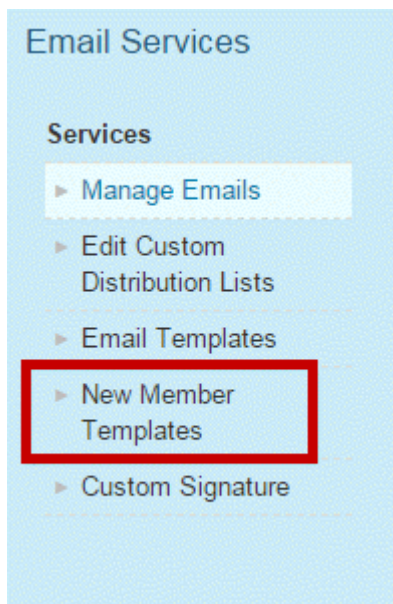 Email Services
Services
Manage Emails
Edit Custom
Distribution Lists
Email Templates
New Member
Templates
Custom Signature